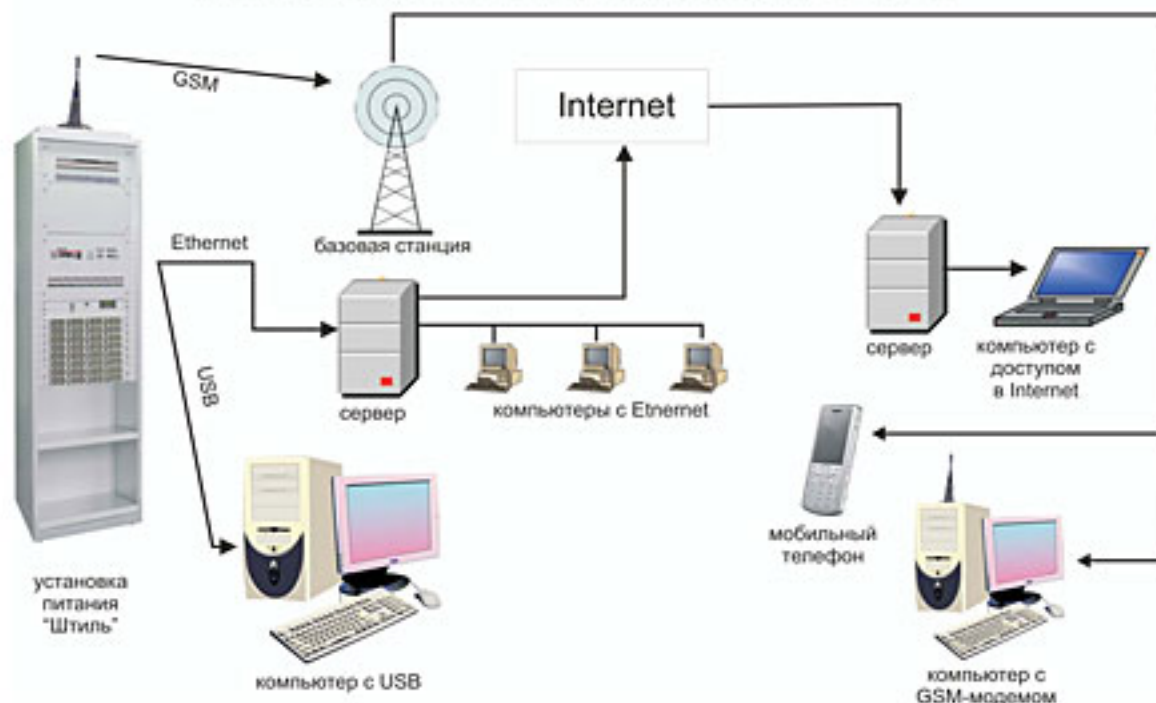 GSM
Internet
базовая станция
Ethernet
USB
сервер
компьютеры с Etnernet
сервер
компьютер с
доступом
в Internet
мобильный
телефон
установка
питания
"Штиль"
компьютер с USB
компьютер с
GSM-модемом